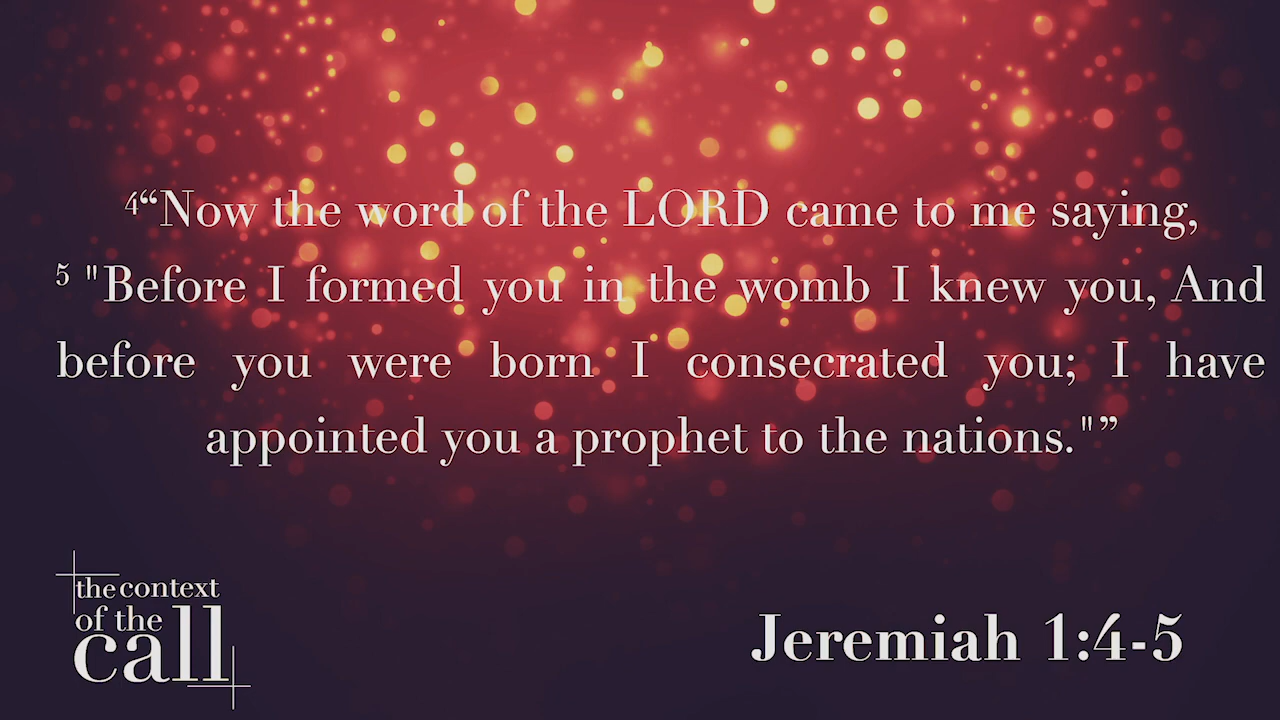 ⁴“Now the word of the LORD came to me saying,
⁵ "Before I formed you in the womb I knew you, And
before you were born I consecrated you; I have
appointed you a prophet to the nations."”
the context
of the
call
Jeremiah 1:4-5